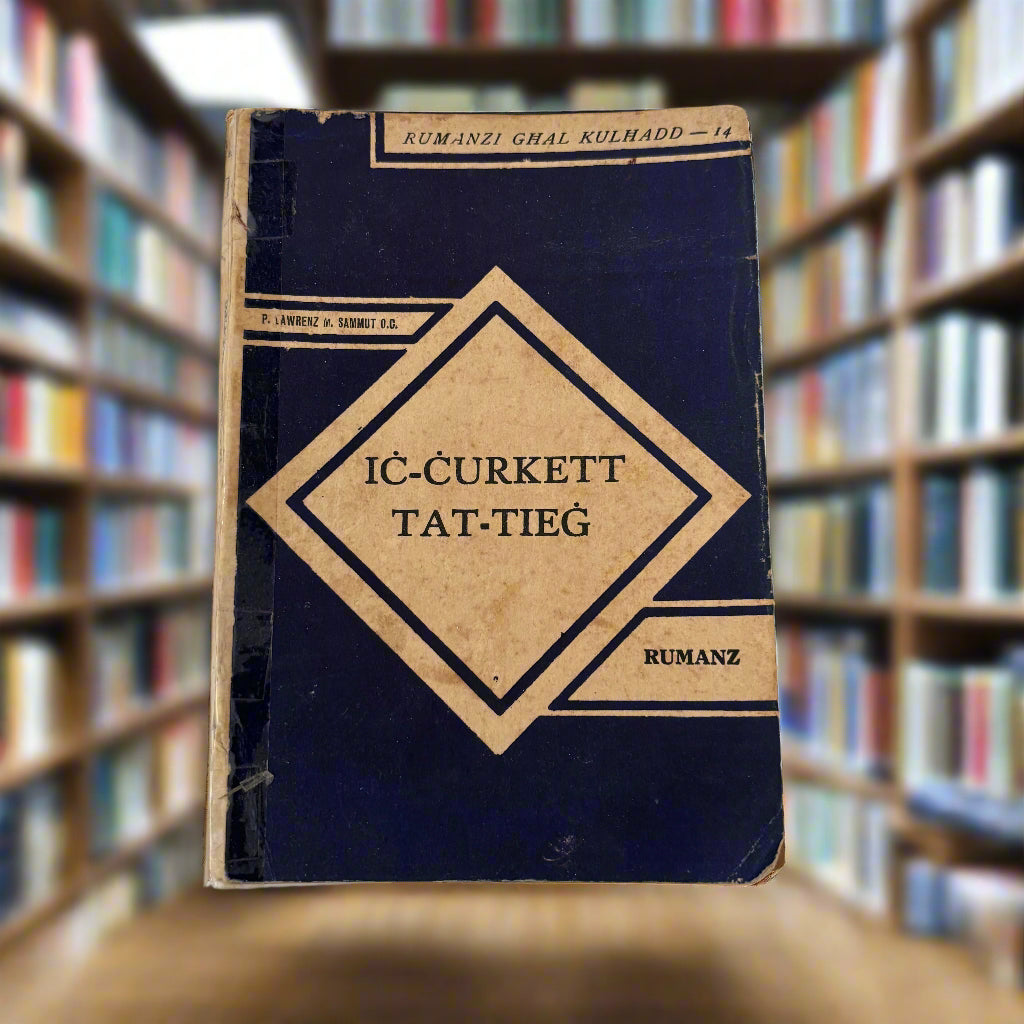 RUMANZI GHAL KULHADD — 14
P. LAWRENZ M. SAMMUT O.C.
IĊ-ĊURKETT
TAT-TIEĠ
RUMANZ